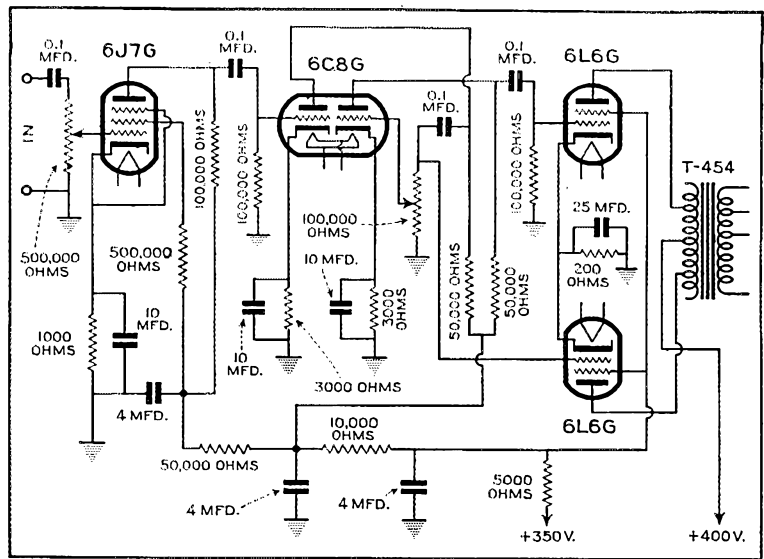 0.1
MFD.
6J7G
0.1
MFD.
6C8G
0.1
MFD.
0.1
MFD.
6L6G
IN
100,000 OHMS
100,000 OHMS
100,000 OHMS
T-454
25 MFD.
500,000
OHMS
500,000
OHMS
100,000
OHMS
200
OHMS
10
MFD.
10 MFD.
3000
OHMS
50,000 OHMS
50,000
OHMS
1000
OHMS
10
MFD.
3000 OHMS
4 MFD.
6L6G
10,000
OHMS
50,000 OHMS
5000
OHMS
4 MFD.
4 MFD.
+350V.
+400V.